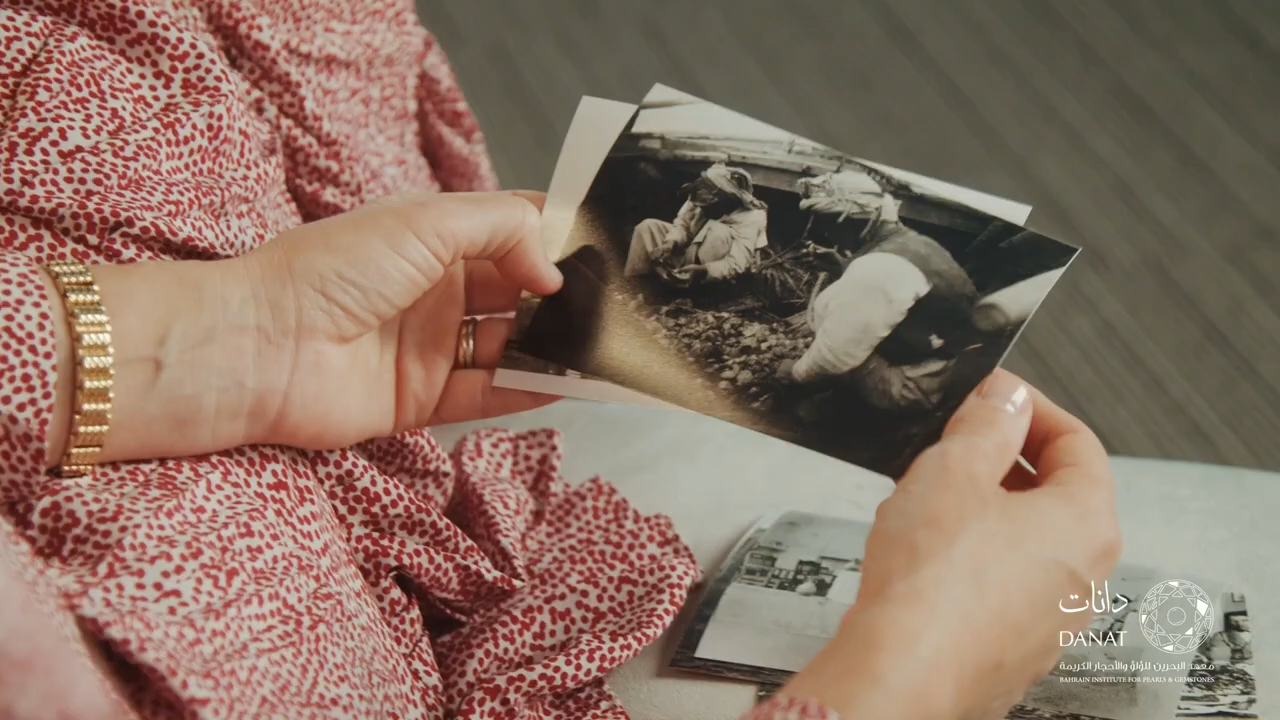 دانات
DANAT
معهد البحرين للؤلؤ والأحجار الكريمة
BAHRAIN INSTITUTE FOR PEARLS & GEMSTONES